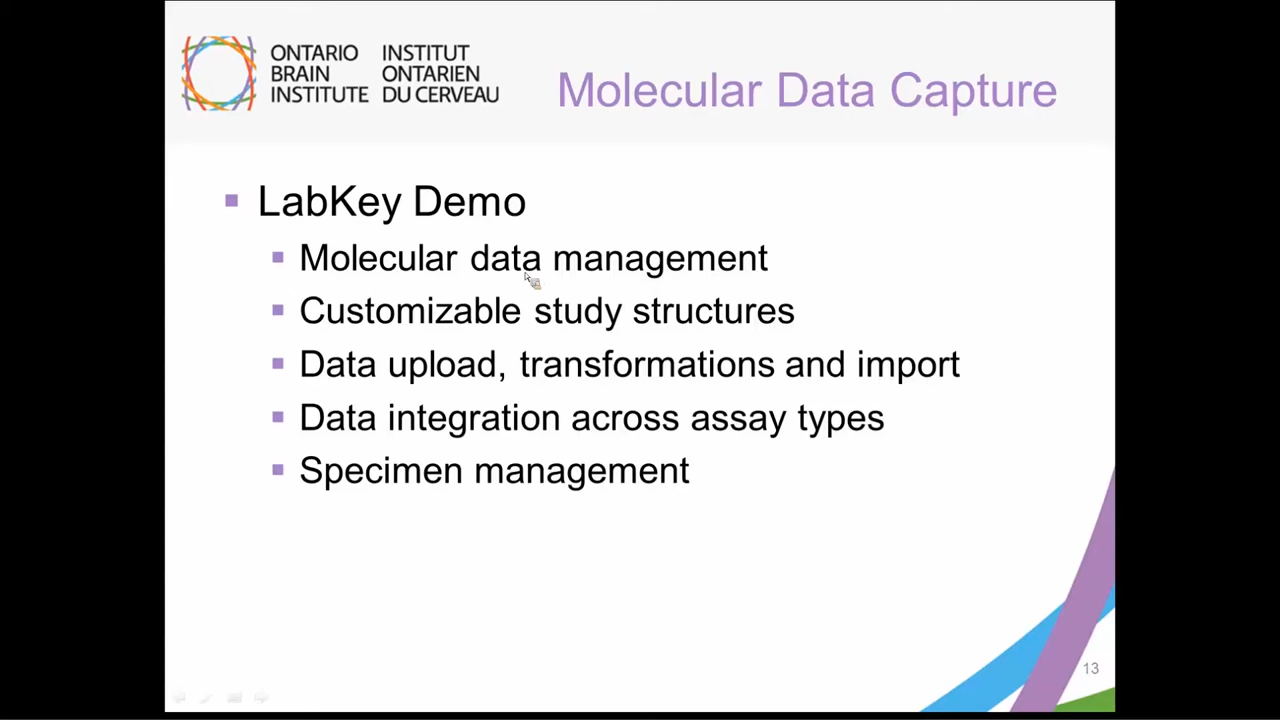 ONTARIO
BRAIN
INSTITUTE
INSTITUT
ONTARIEN
DU CERVEAU
Molecular Data Capture
LabKey Demo
Molecular data management
Customizable study structures
Data upload, transformations and import
Data integration across assay types
Specimen management
13